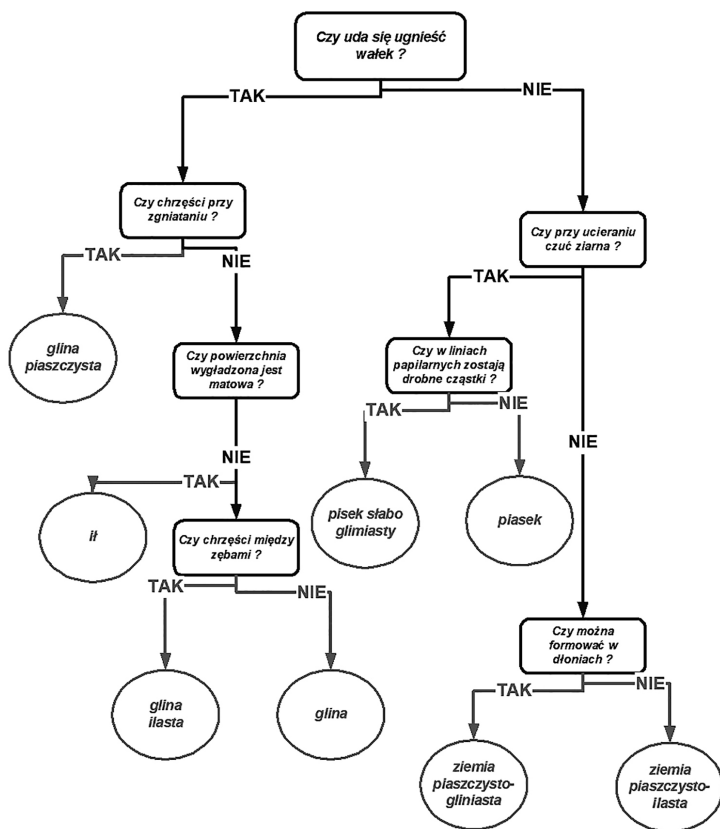 Czy uda się ugnieść
wałek ?
TAK
NIE
Czy chrzęści przy
zgniataniu ?
Czy przy ucieraniu
czuć ziarna ?
TAK
NIE
TAK
glina
piaszczysta
Czy powierzchnia
wygładzona jest
matowa ?
Czy w liniach
papilarnych zostają
drobne cząstki ?
TAK
NIE
NIE
NIE
TAK
ił
pisek słabo
glimiasty
piasek
Czy chrzęści między
zębami ?
TAK
NIE
Czy można
formować w
dłoniach ?
glina
ilasta
glina
TAK
NIE
ziemia
piaszczysto-
gliniasta
ziemia
piaszczysto-
ilasta